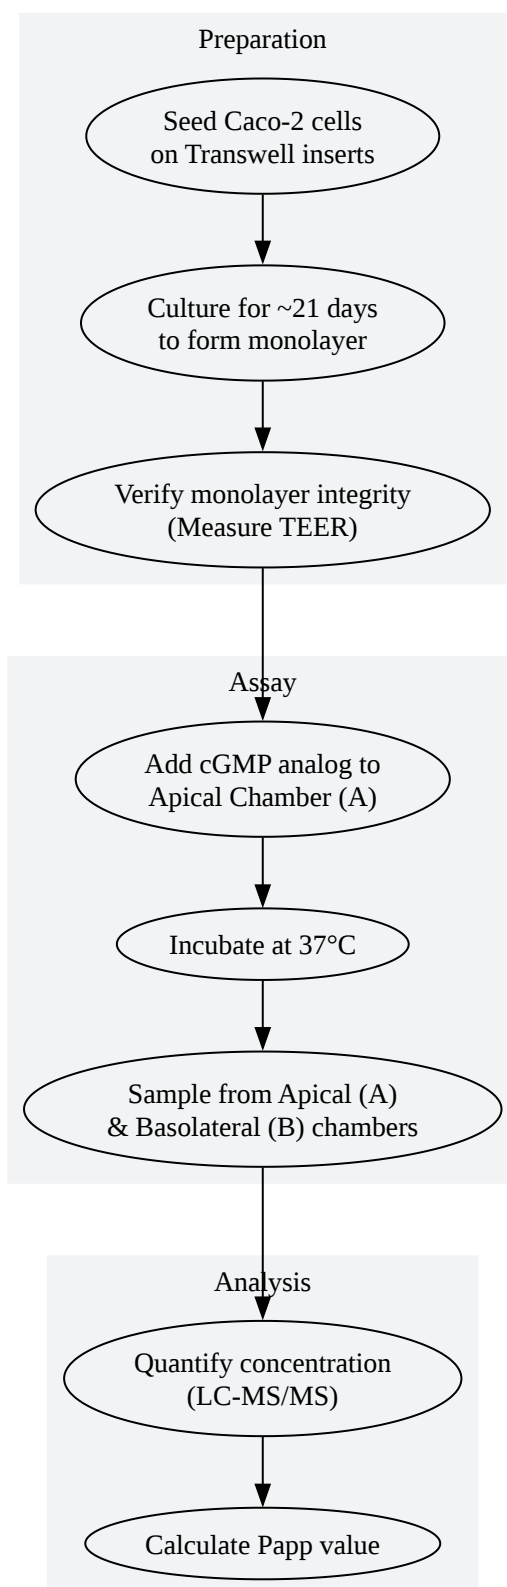 Preparation
Seed Caco-2 cells
on Transwell inserts
Culture for ~21 days
to form monolayer
Verify monolayer integrity
(Measure TEER)
Assay
Add cGMP analog to
Apical Chamber (A)
Incubate at 37°C
Sample from Apical (A)
& Basolateral (B) chambers
Analysis
Quantify concentration
(LC-MS/MS)
Calculate Papp value